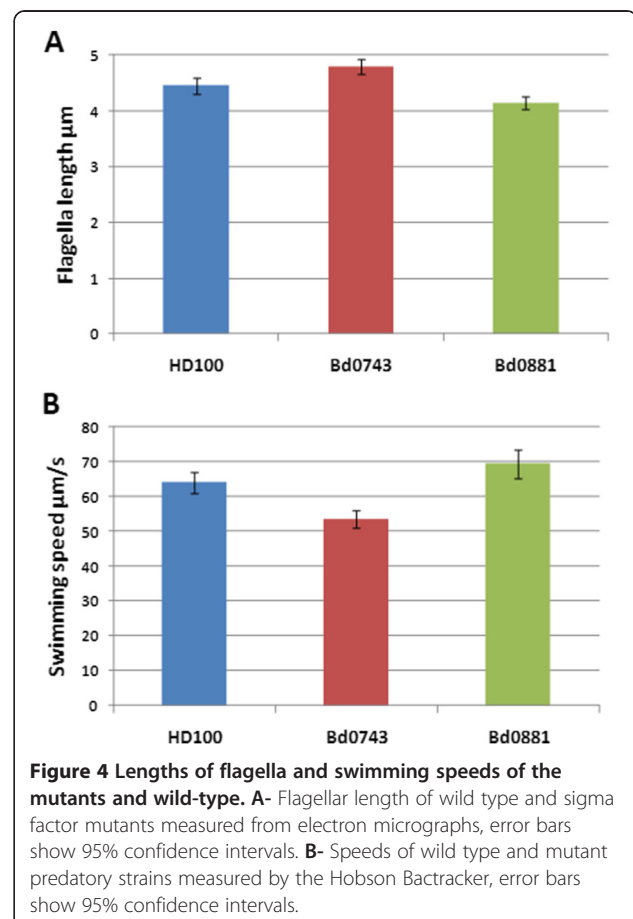 A
Flagella length μm
5
4
3
2
1
0
HD100 Bd0743 Bd0881
B
Swimming speed μm/s
80
70
60
50
40
30
20
10
0
HD100 Bd0743 Bd0881
Figure 4 Lengths of flagella and swimming speeds of the
mutants and wild-type. A- Flagellar length of wild type and sigma
factor mutants measured from electron micrographs, error bars
show 95% confidence intervals. B- Speeds of wild type and mutant
predatory strains measured by the Hobson Bactracker, error bars
show 95% confidence intervals.